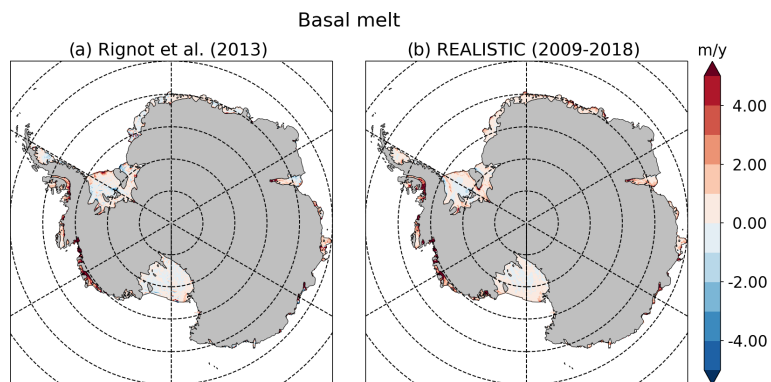 Basal melt
(a) Rignot et al. (2013)
(b) REALISTIC (2009-2018)
m/y
4.00
2.00
0.00
-2.00
-4.00